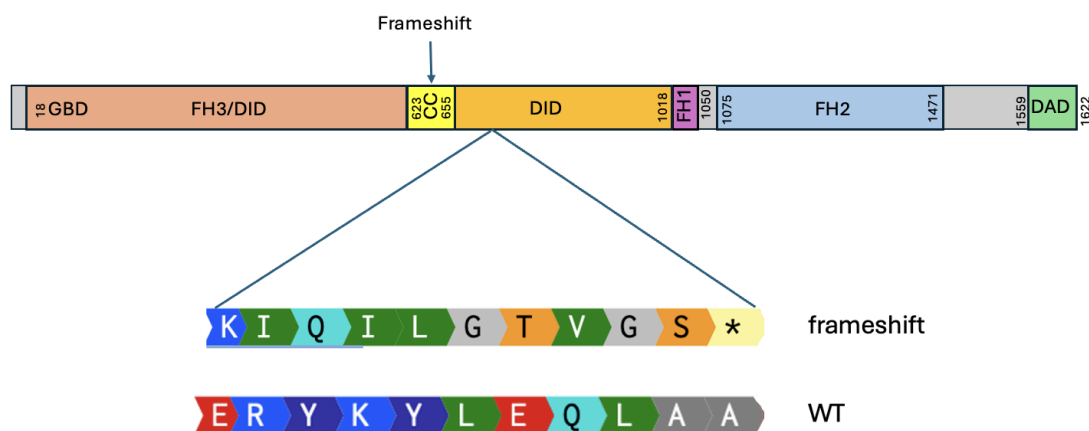 Frameshift
18 GBD FH3/DID 623 CC 655 DID 1018 FH1 1050 1075 FH2 1471 1559 DAD 1622
K I Q I L G T V G S * frameshift
E R Y K Y L E Q L A A WT